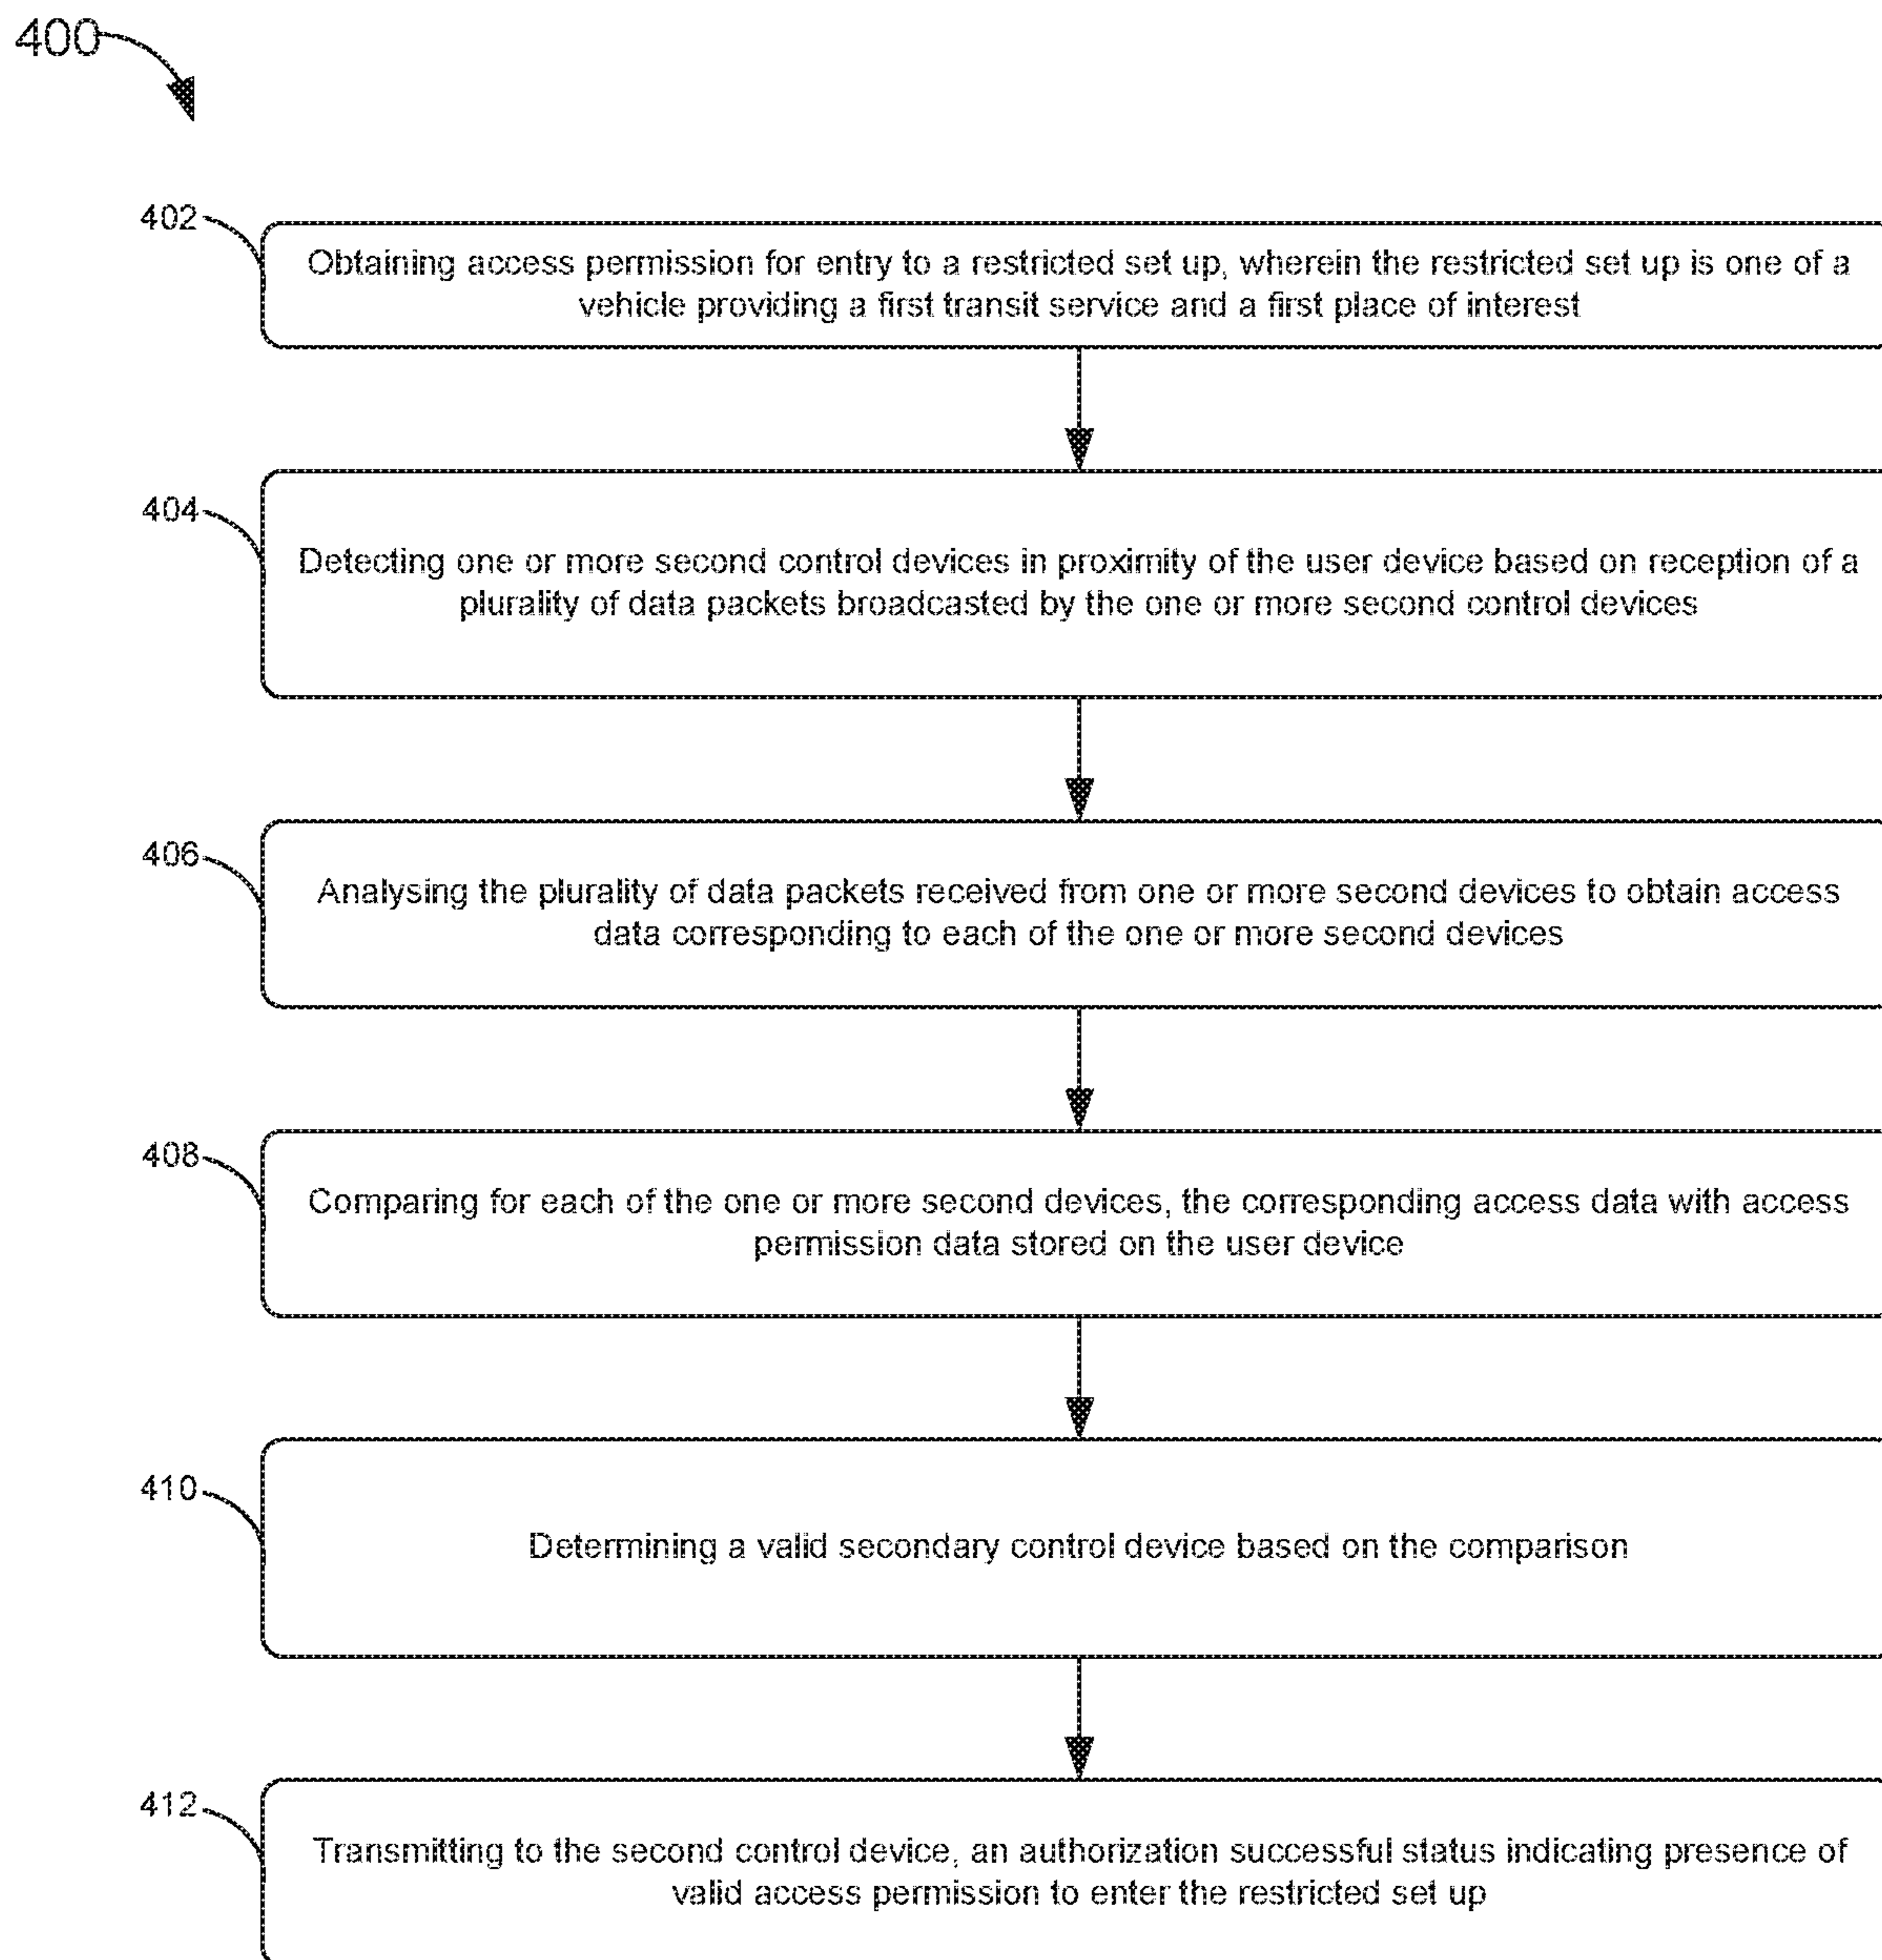 400
402
Obtaining access permission for entry to a restricted set up, wherein the restricted set up is one of a
vehicle providing a first transit service and a first place of interest
404
Detecting one or more second control devices in proximity of the user device based on reception of a
plurality of data packets broadcasted by the one or more second control devices
406
Analysing the plurality of data packets received from one or more second devices to obtain access
data corresponding to each of the one or more second devices
408
Comparing for each of the one or more second devices, the corresponding access data with access
permission data stored on the user device
410
Determining a valid secondary control device based on the comparison
412
Transmitting to the second control device, an authorization successful status indicating presence of
valid access permission to enter the restricted set up